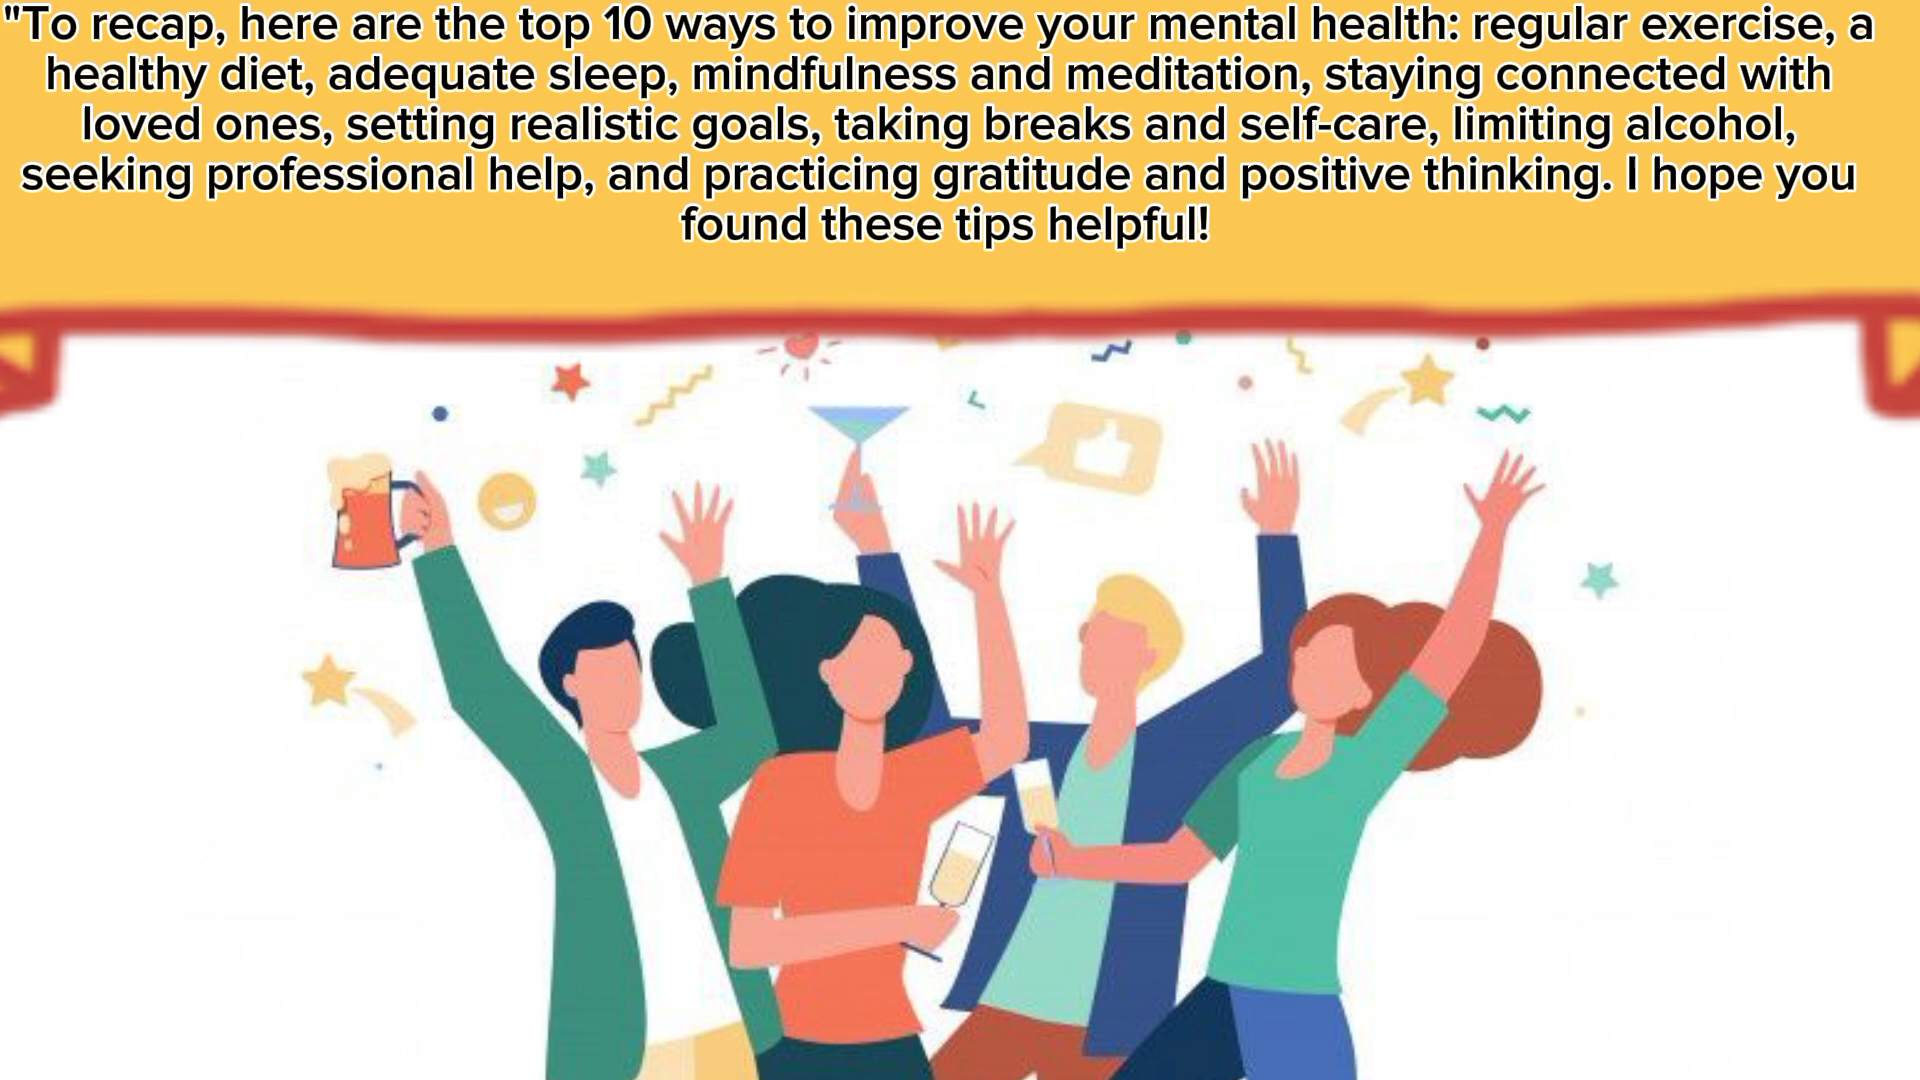 "To recap, here are the top 10 ways to improve your mental health: regular exercise, a
healthy diet, adequate sleep, mindfulness and meditation, staying connected with
loved ones, setting realistic goals, taking breaks and self-care, limiting alcohol,
seeking professional help, and practicing gratitude and positive thinking. I hope you
found these tips helpful!